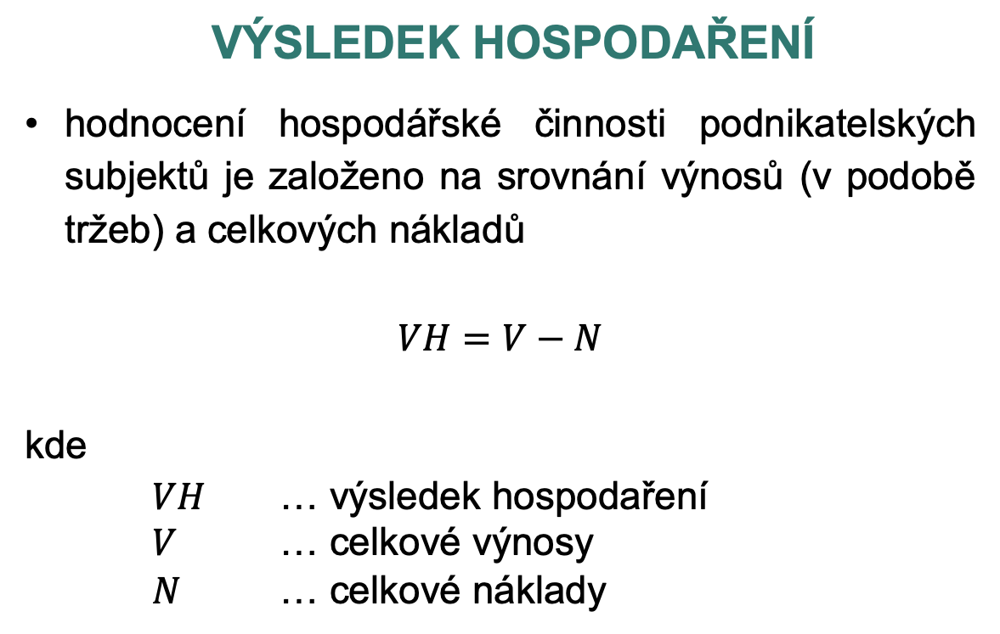 VÝSLEDEK HOSPODAŘENÍ
• hodnocení hospodářské činnosti podnikatelských
subjektů je založeno na srovnání výnosů (v podobě
tržeb) a celkových nákladů
VH = V − N
kde
VH … výsledek hospodaření
V … celkové výnosy
N … celkové náklady